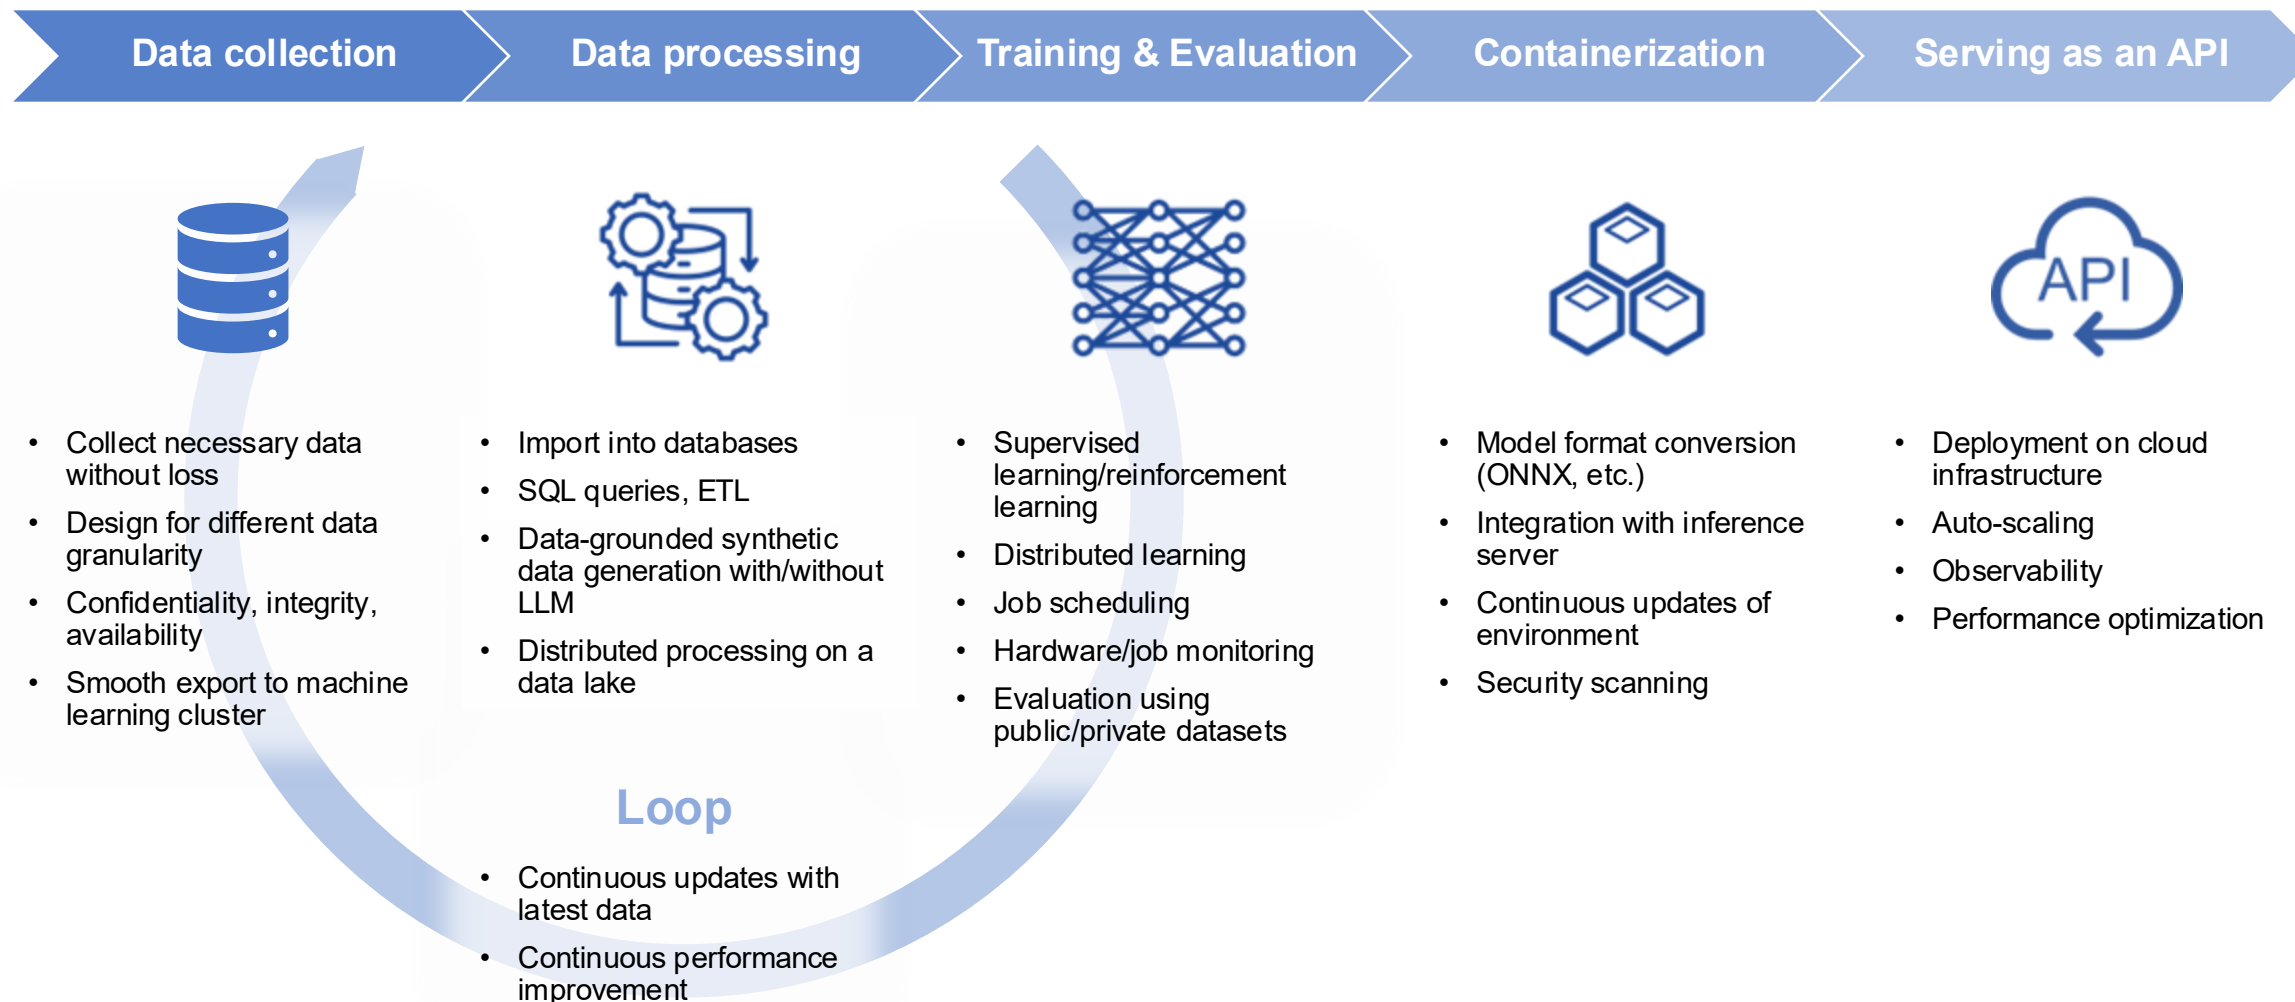 Data collection
Data processing
Training & Evaluation
Containerization
Serving as an API
API
• Collect necessary data
without loss
• Design for different data
granularity
• Confidentiality, integrity,
availability
• Smooth export to machine
learning cluster
• Import into databases
• SQL queries, ETL
• Data-grounded synthetic
data generation with/without
LLM
• Distributed processing on a
data lake
• Supervised
learning/reinforcement
learning
• Distributed learning
• Job scheduling
• Hardware/job monitoring
• Evaluation using
public/private datasets
• Model format conversion
(ONNX, etc.)
• Integration with inference
server
• Continuous updates of
environment
• Security scanning
• Deployment on cloud
infrastructure
• Auto-scaling
• Observability
• Performance optimization
Loop
• Continuous updates with
latest data
• Continuous performance
improvement